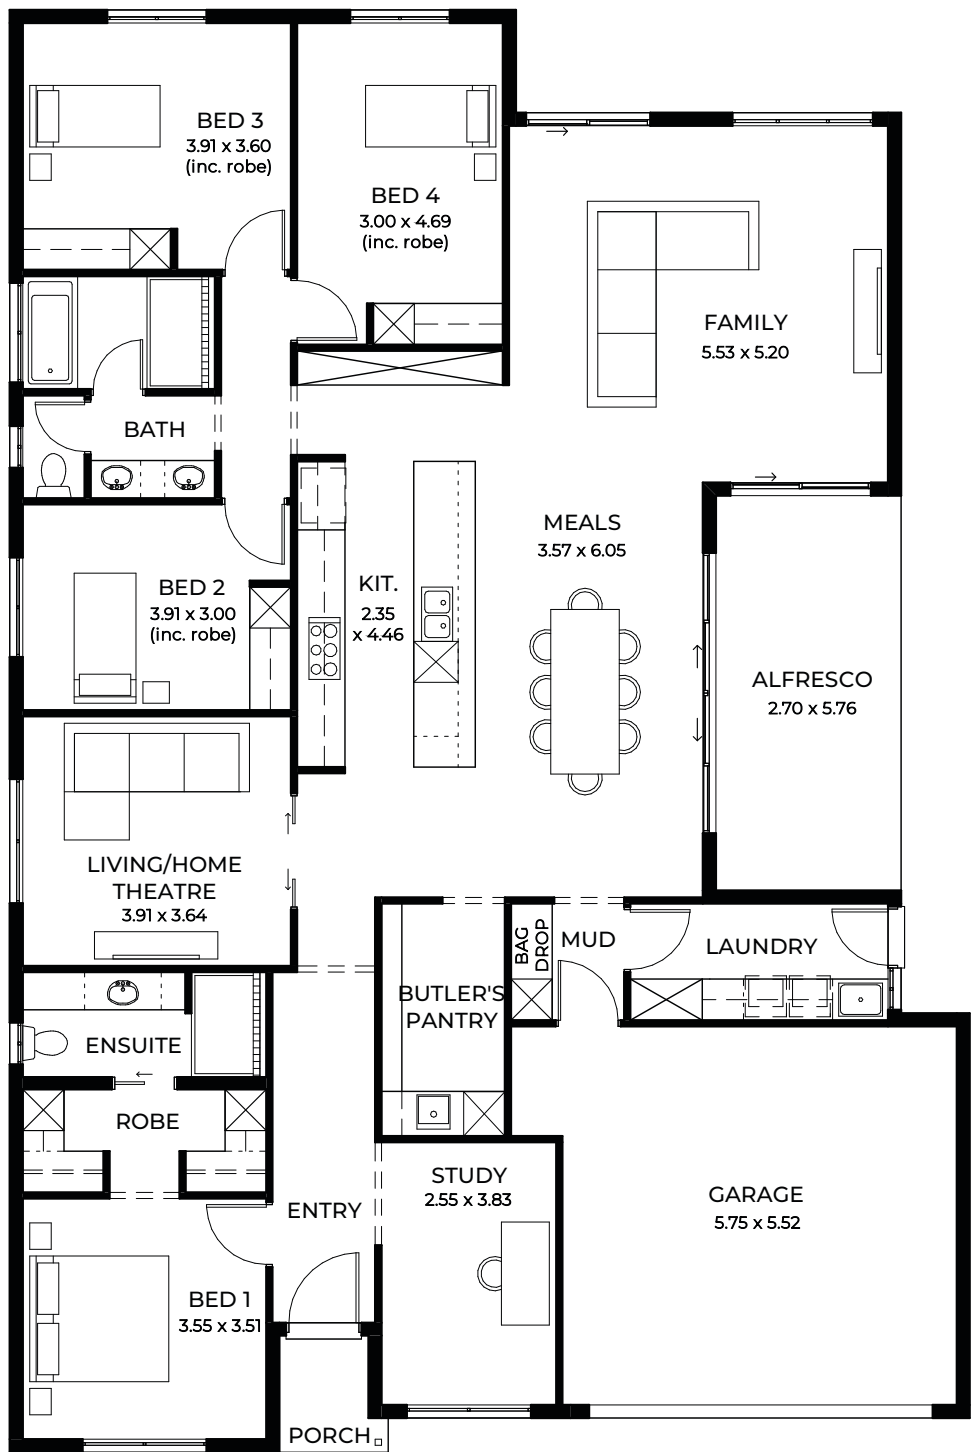 BED 3
3.91 x 3.60
(inc. robe)
BED 4
3.00 x 4.69
(inc. robe)
FAMILY
5.53 x 5.20
BATH
MEALS
3.57 x 6.05
BED 2
3.91 x 3.00
(inc. robe)
KIT.
2.35
x 4.46
ALFRESCO
2.70 x 5.76
LIVING/HOME
THEATRE
3.91 x 3.64
BAG
DROP
MUD
LAUNDRY
BUTLER'S
PANTRY
ENSUITE
ROBE
STUDY
2.55 x 3.83
ENTRY
GARAGE
5.75 x 5.52
BED 1
3.55 x 3.51
PORCH